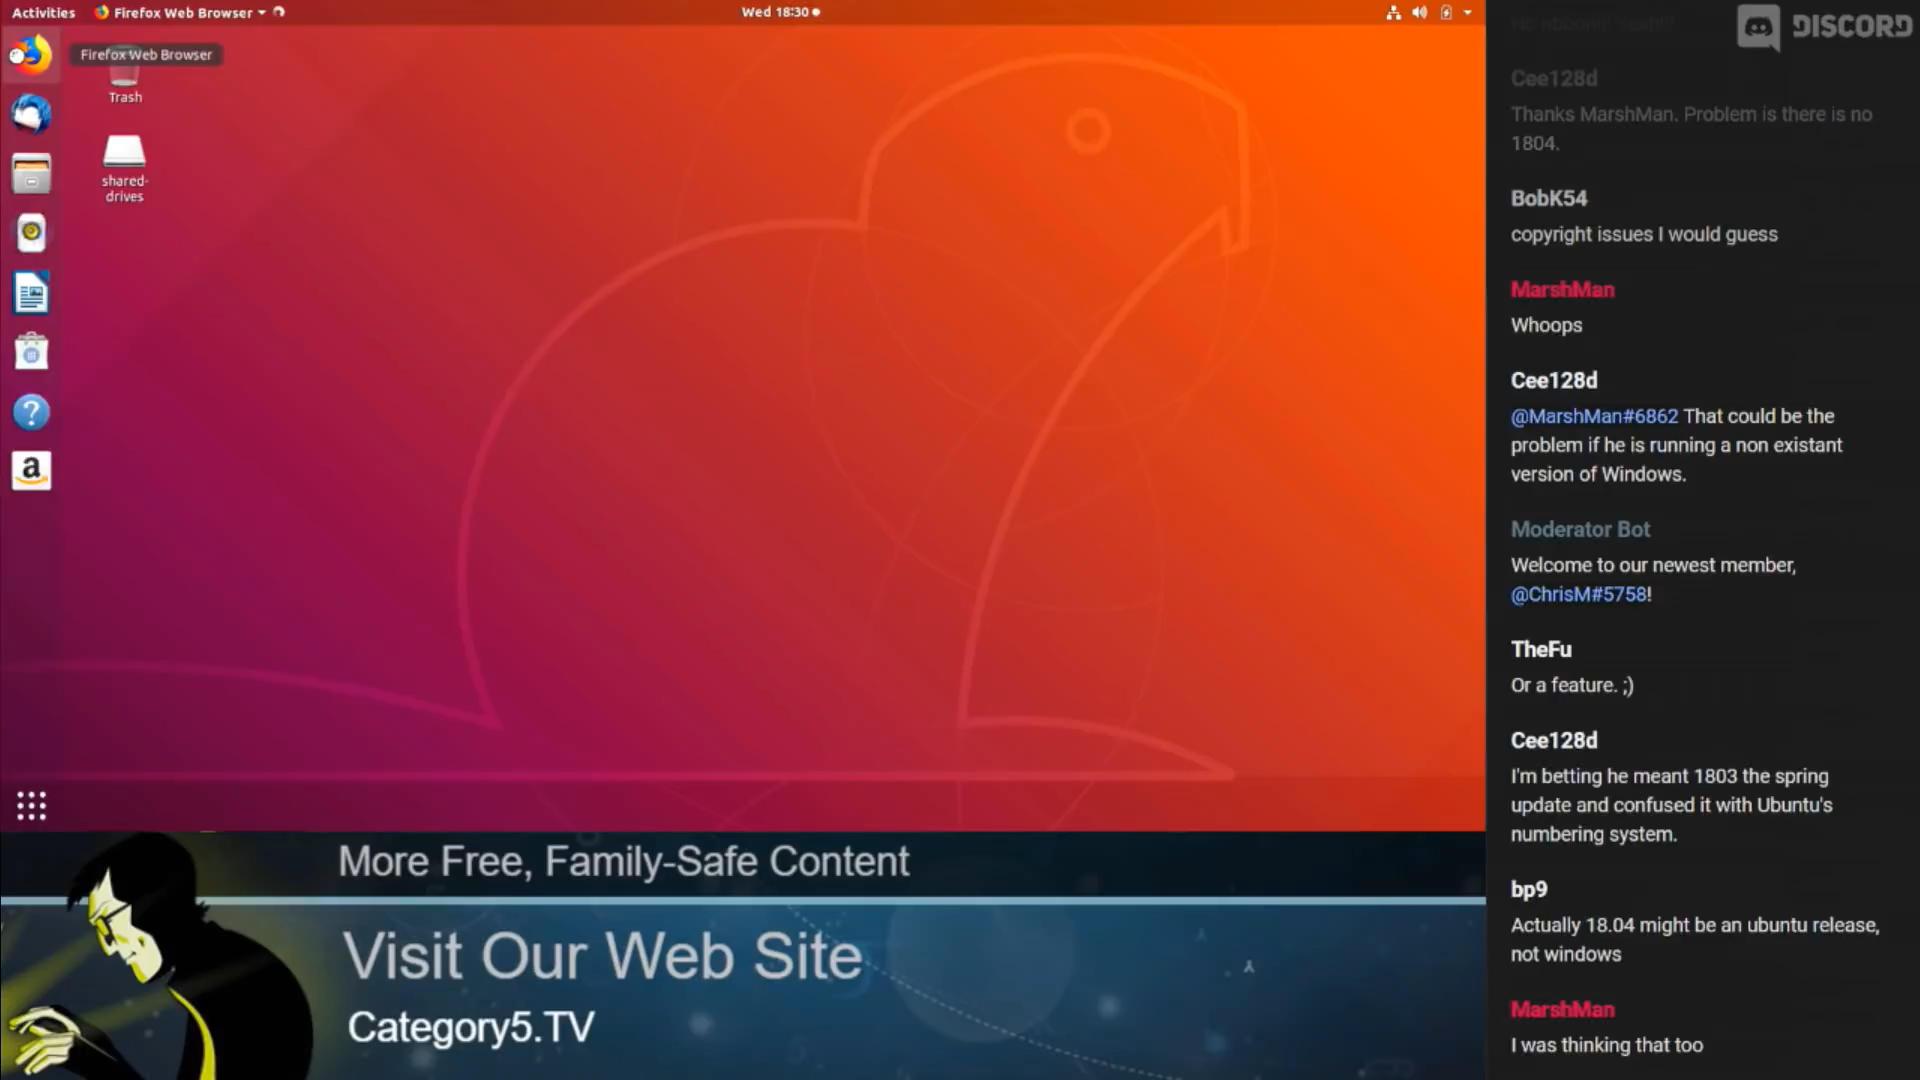 Activities
Firefox Web Browser
Wed 18:30
Firefox Web Browser
Trash
shared-
drives
a
More Free, Family-Safe Content
Visit Our Web Site
Category5.TV
DISCORD
Cee128d
Thanks MarshMan. Problem is there is no
1804.
BobK54
copyright issues I would guess
MarshMan
Whoops
Cee128d
@MarshMan#6862 That could be the
problem if he is running a non existant
version of Windows.
Moderator Bot
Welcome to our newest member,
@ChrisM#5758!
TheFu
Or a feature. ;)
Cee128d
I'm betting he meant 1803 the spring
update and confused it with Ubuntu's
numbering system.
bp9
Actually 18.04 might be an ubuntu release,
not windows
MarshMan
I was thinking that too